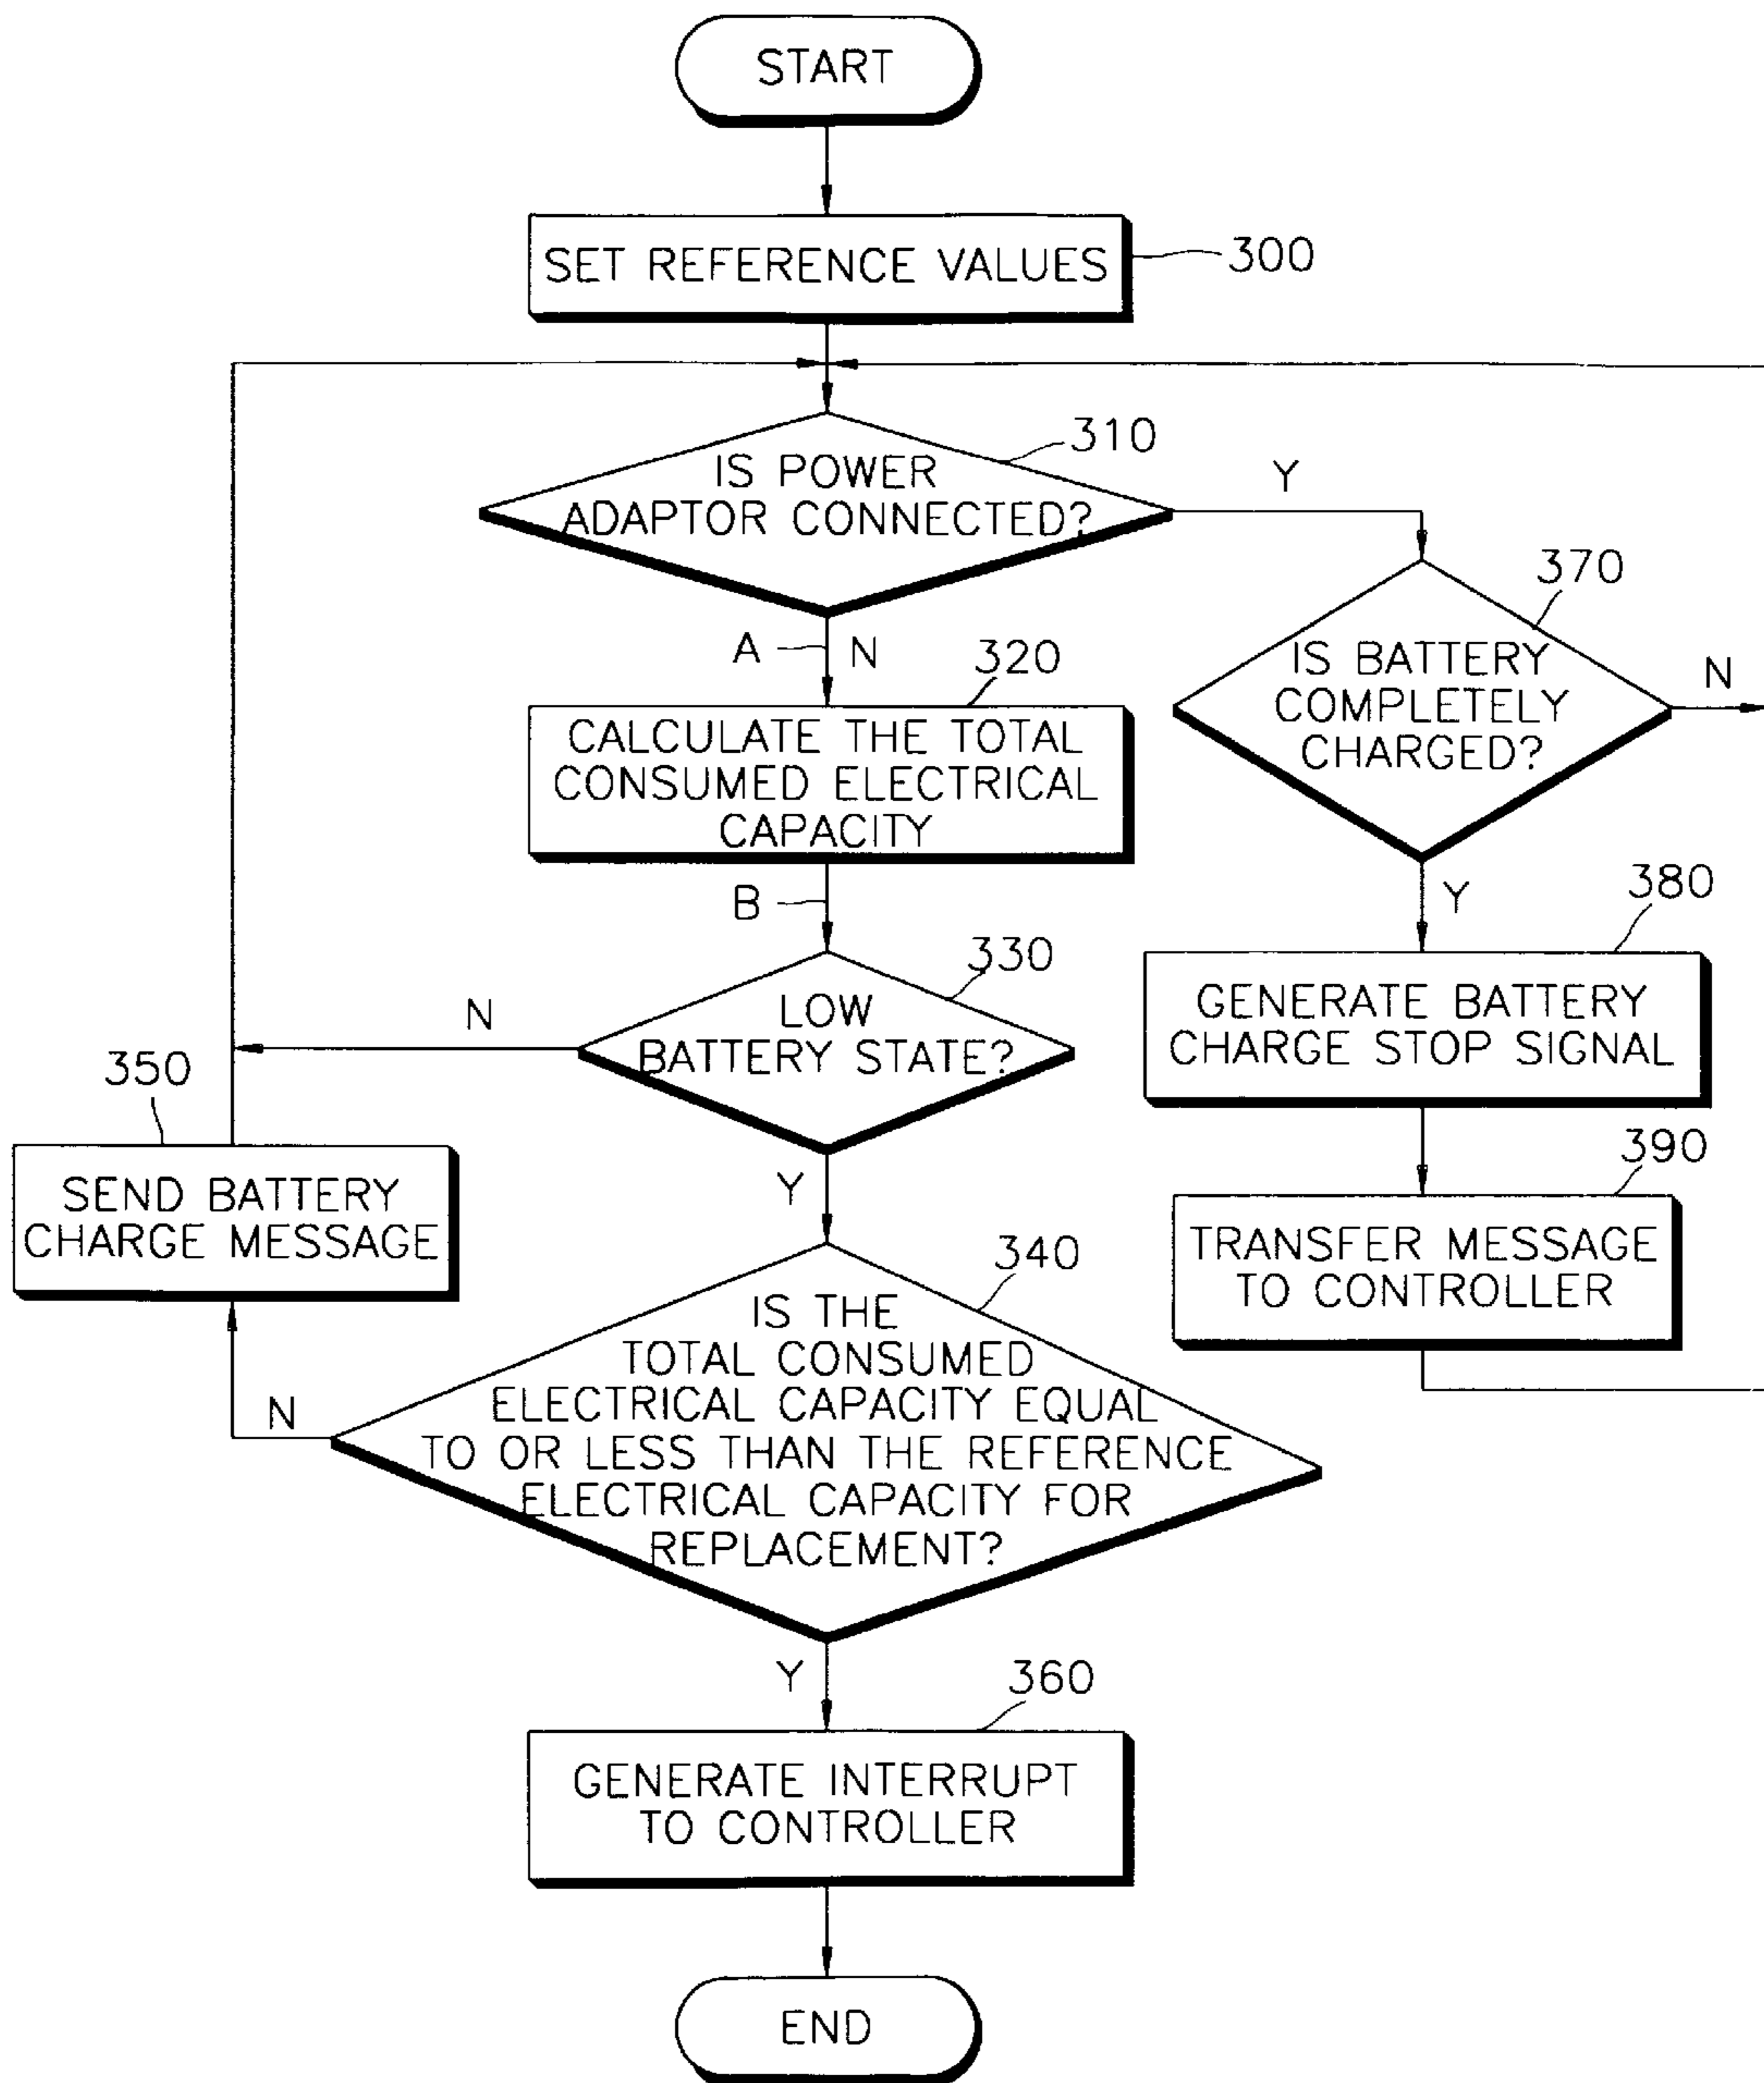 START
SET REFERENCE VALUES
300
IS POWER
ADAPTOR CONNECTED?
310
Y
A
N
320
CALCULATE THE TOTAL
CONSUMED ELECTRICAL
CAPACITY
370
IS BATTERY
COMPLETELY
CHARGED?
N
B
Y
330
LOW
BATTERY STATE?
N
Y
380
GENERATE BATTERY
CHARGE STOP SIGNAL
350
SEND BATTERY
CHARGE MESSAGE
390
TRANSFER MESSAGE
TO CONTROLLER
340
IS THE
TOTAL CONSUMED
ELECTRICAL CAPACITY EQUAL
TO OR LESS THAN THE REFERENCE
ELECTRICAL CAPACITY FOR
REPLACEMENT?
N
Y
360
GENERATE INTERRUPT
TO CONTROLLER
END